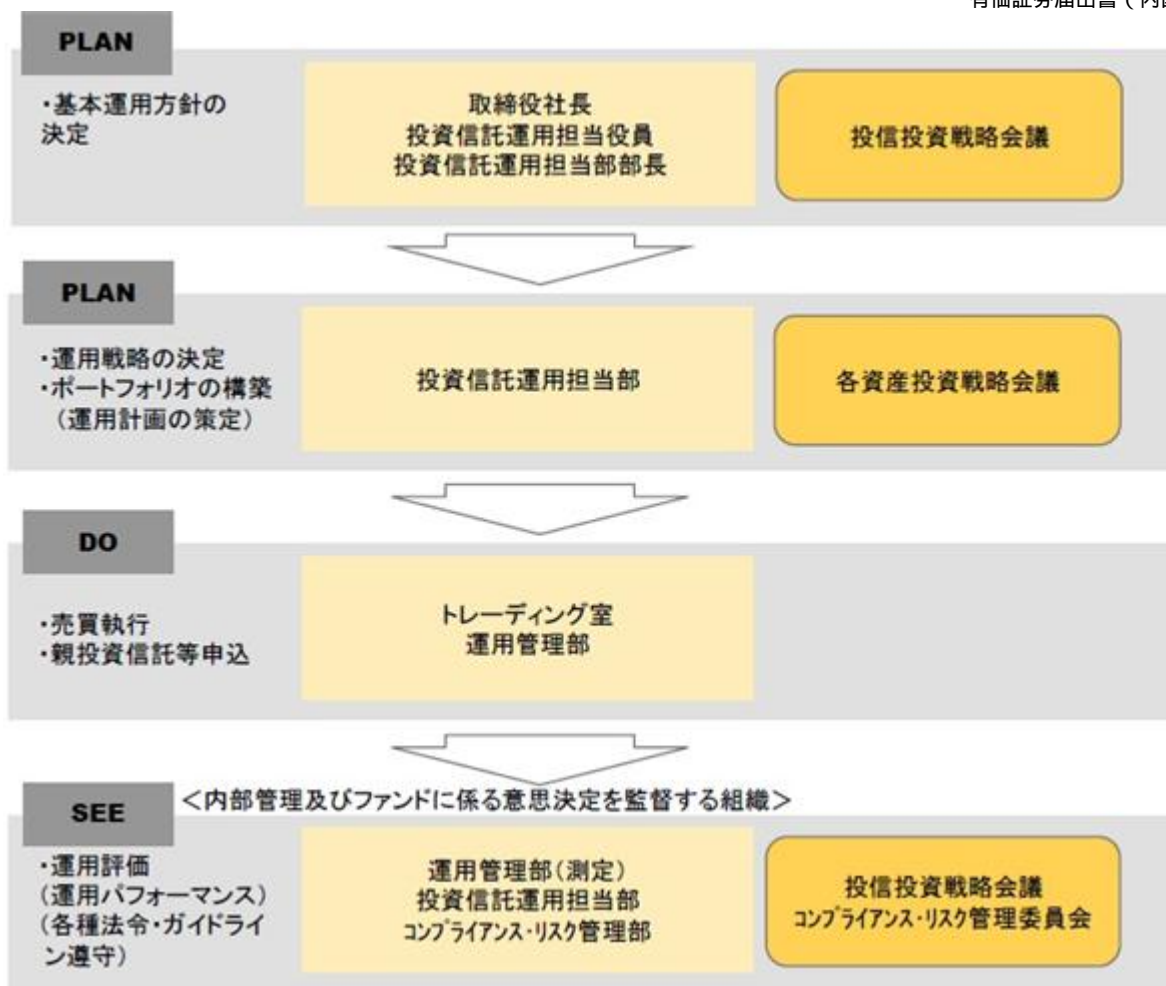 有価証券届出書（内
PLAN
・基本運用方針の
決定
取締役社長
投資信託運用担当役員
投資信託運用担当部部長
投信投資戦略会議
PLAN
・運用戦略の決定
・ポートフォリオの構築
（運用計画の策定）
投資信託運用担当部
各資産投資戦略会議
DO
・売買執行
・親投資信託等申込
トレーディング室
運用管理部
SEE
＜内部管理及びファンドに係る意思決定を監督する組織＞
・運用評価
(運用パフォーマンス)
(各種法令・ガイドライ
ン遵守)
運用管理部(測定)
投資信託運用担当部
ｺﾝﾌﾟﾗｲｱﾝｽ・ﾘｽｸ管理部
投信投資戦略会議
ｺﾝﾌﾟﾗｲｱﾝｽ・ﾘｽｸ管理委員会